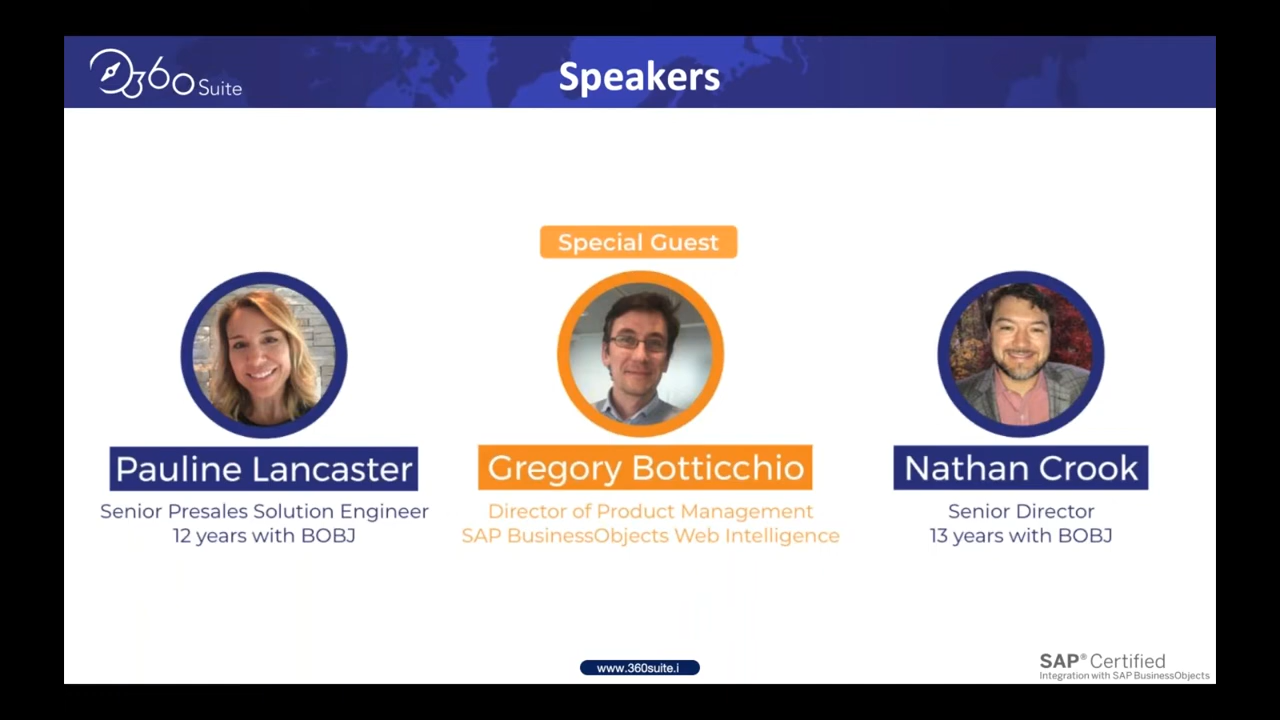 360Suite
Speakers
Special Guest
Pauline Lancaster
Senior Presales Solution Engineer
12 years with BOBJ
Gregory Botticchio
Director of Product Management
SAP BusinessObjects Web Intelligence
Nathan Crook
Senior Director
13 years with BOBJ
www.360suite.i
SAP® Certified
Integration with SAP BusinessObjects